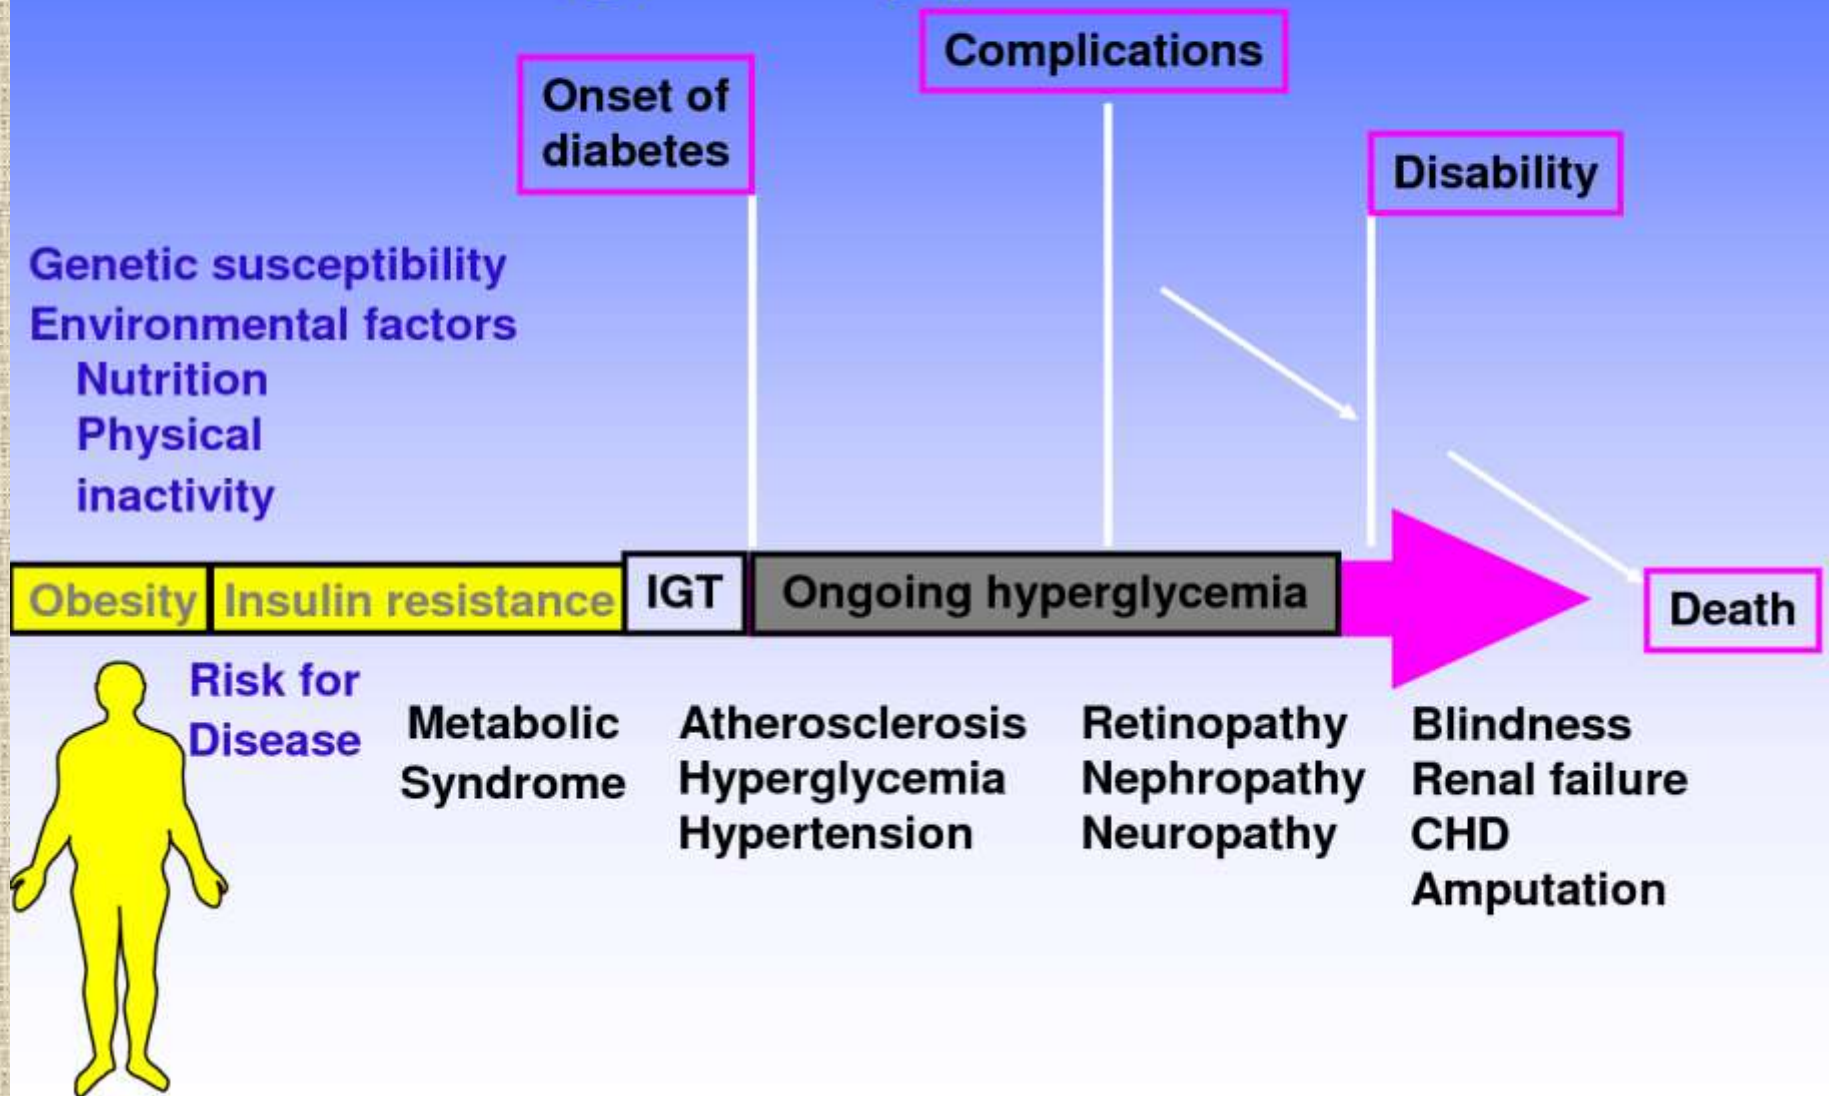 Complications
Onset of
diabetes
Disability
Genetic susceptibility
Environmental factors
Nutrition
Physical
inactivity
Obesity
Insulin resistance
IGT
Ongoing hyperglycemia
Death
Risk for
Disease
Metabolic
Syndrome
Atherosclerosis
Hyperglycemia
Hypertension
Retinopathy
Nephropathy
Neuropathy
Blindness
Renal failure
CHD
Amputation